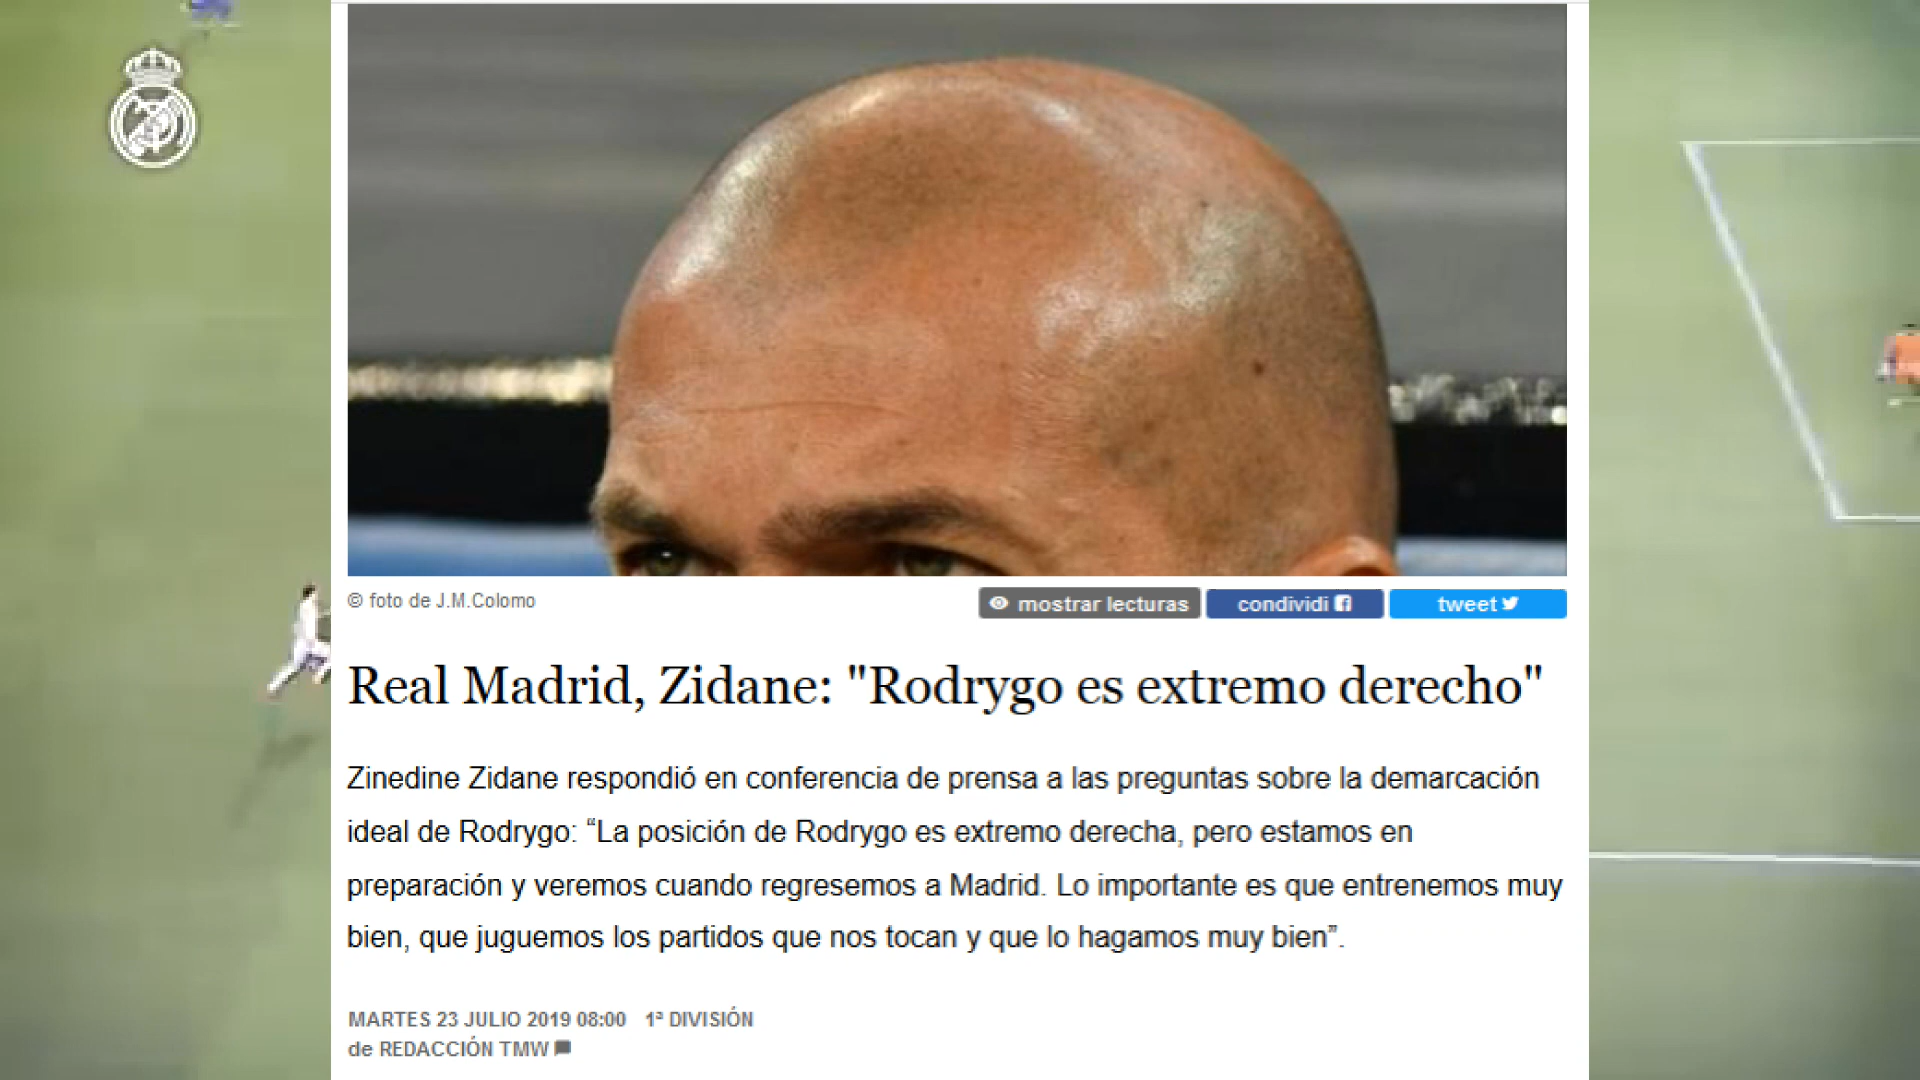 © foto de J.M.Colomo
mostrar lecturas
condividi
tweet
Real Madrid, Zidane: "Rodrygo es extremo derecho"
Zinedine Zidane respondió en conferencia de prensa a las preguntas sobre la demarcación
ideal de Rodrygo: “La posición de Rodrygo es extremo derecha, pero estamos en
preparación y veremos cuando regresemos a Madrid. Lo importante es que entrenemos muy
bien, que juguemos los partidos que nos tocan y que lo hagamos muy bien”.
MARTES 23 JULIO 2019 08:00 1ª DIVISIÓN
de REDACCIÓN TMW